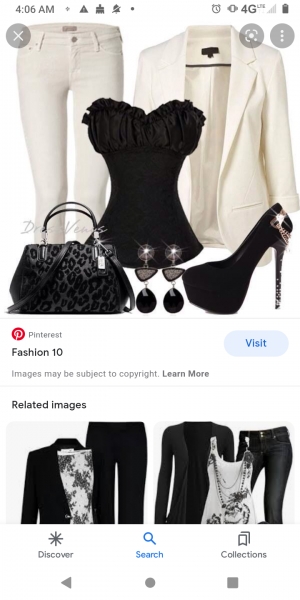 4:06 AM
4G LTE
Pinterest
Fashion 10
Visit
Images may be subject to copyright. Learn More
Related images
Discover
Search
Collections